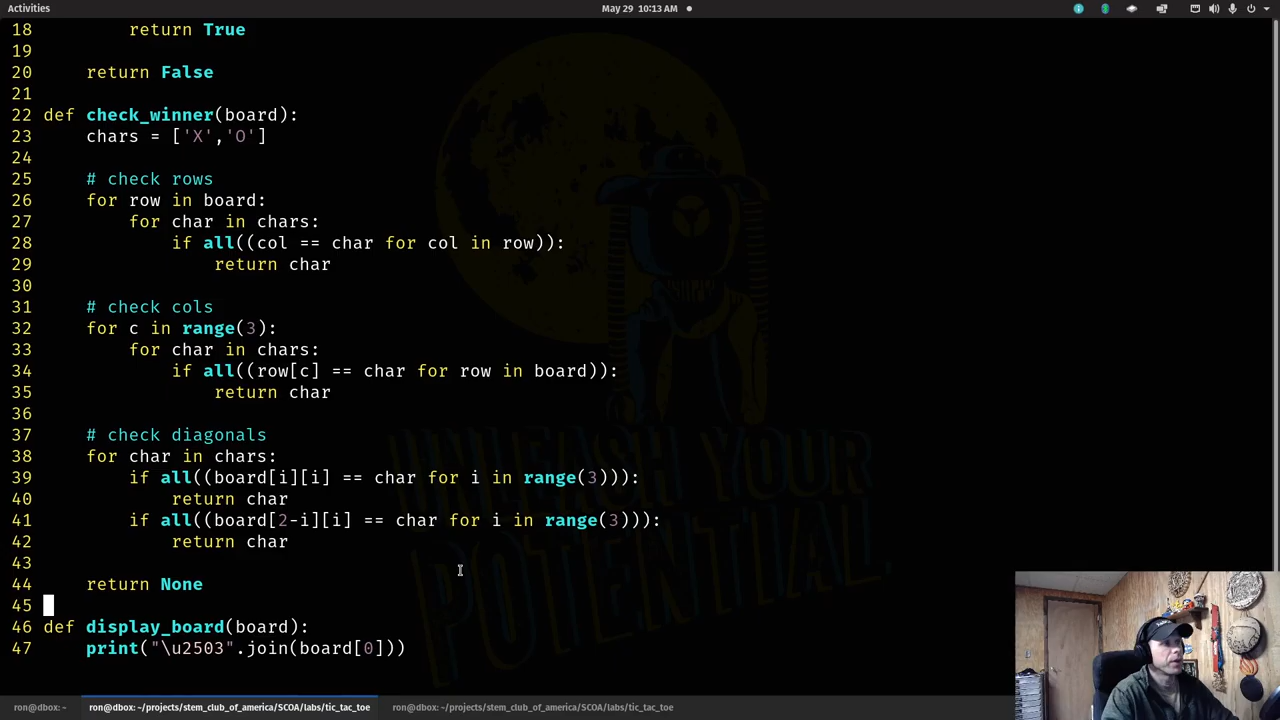 Activities
May 29 10:13 AM
18             return True
19
20     return False
21
22 def check_winner(board):
23     chars = ['X','O']
24
25     # check rows
26     for row in board:
27         for char in chars:
28             if all((col == char for col in row)):
29                 return char
30
31     # check cols
32     for c in range(3):
33         for char in chars:
34             if all((row[c] == char for row in board)):
35                 return char
36
37     # check diagonals
38     for char in chars:
39         if all((board[i][i] == char for i in range(3))):
40             return char
41         if all((board[2-i][i] == char for i in range(3))):
42             return char
43
44     return None
45
46 def display_board(board):
47     print("\u2503".join(board[0]))
UNLEASH YOUR
POTENTIAL
ron@dbox: ~
ron@dbox: ~/projects/stem_club_of_america/SCOA/labs/tic_tac_toe
ron@dbox: ~/projects/stem_club_of_america/SCOA/labs/tic_tac_toe